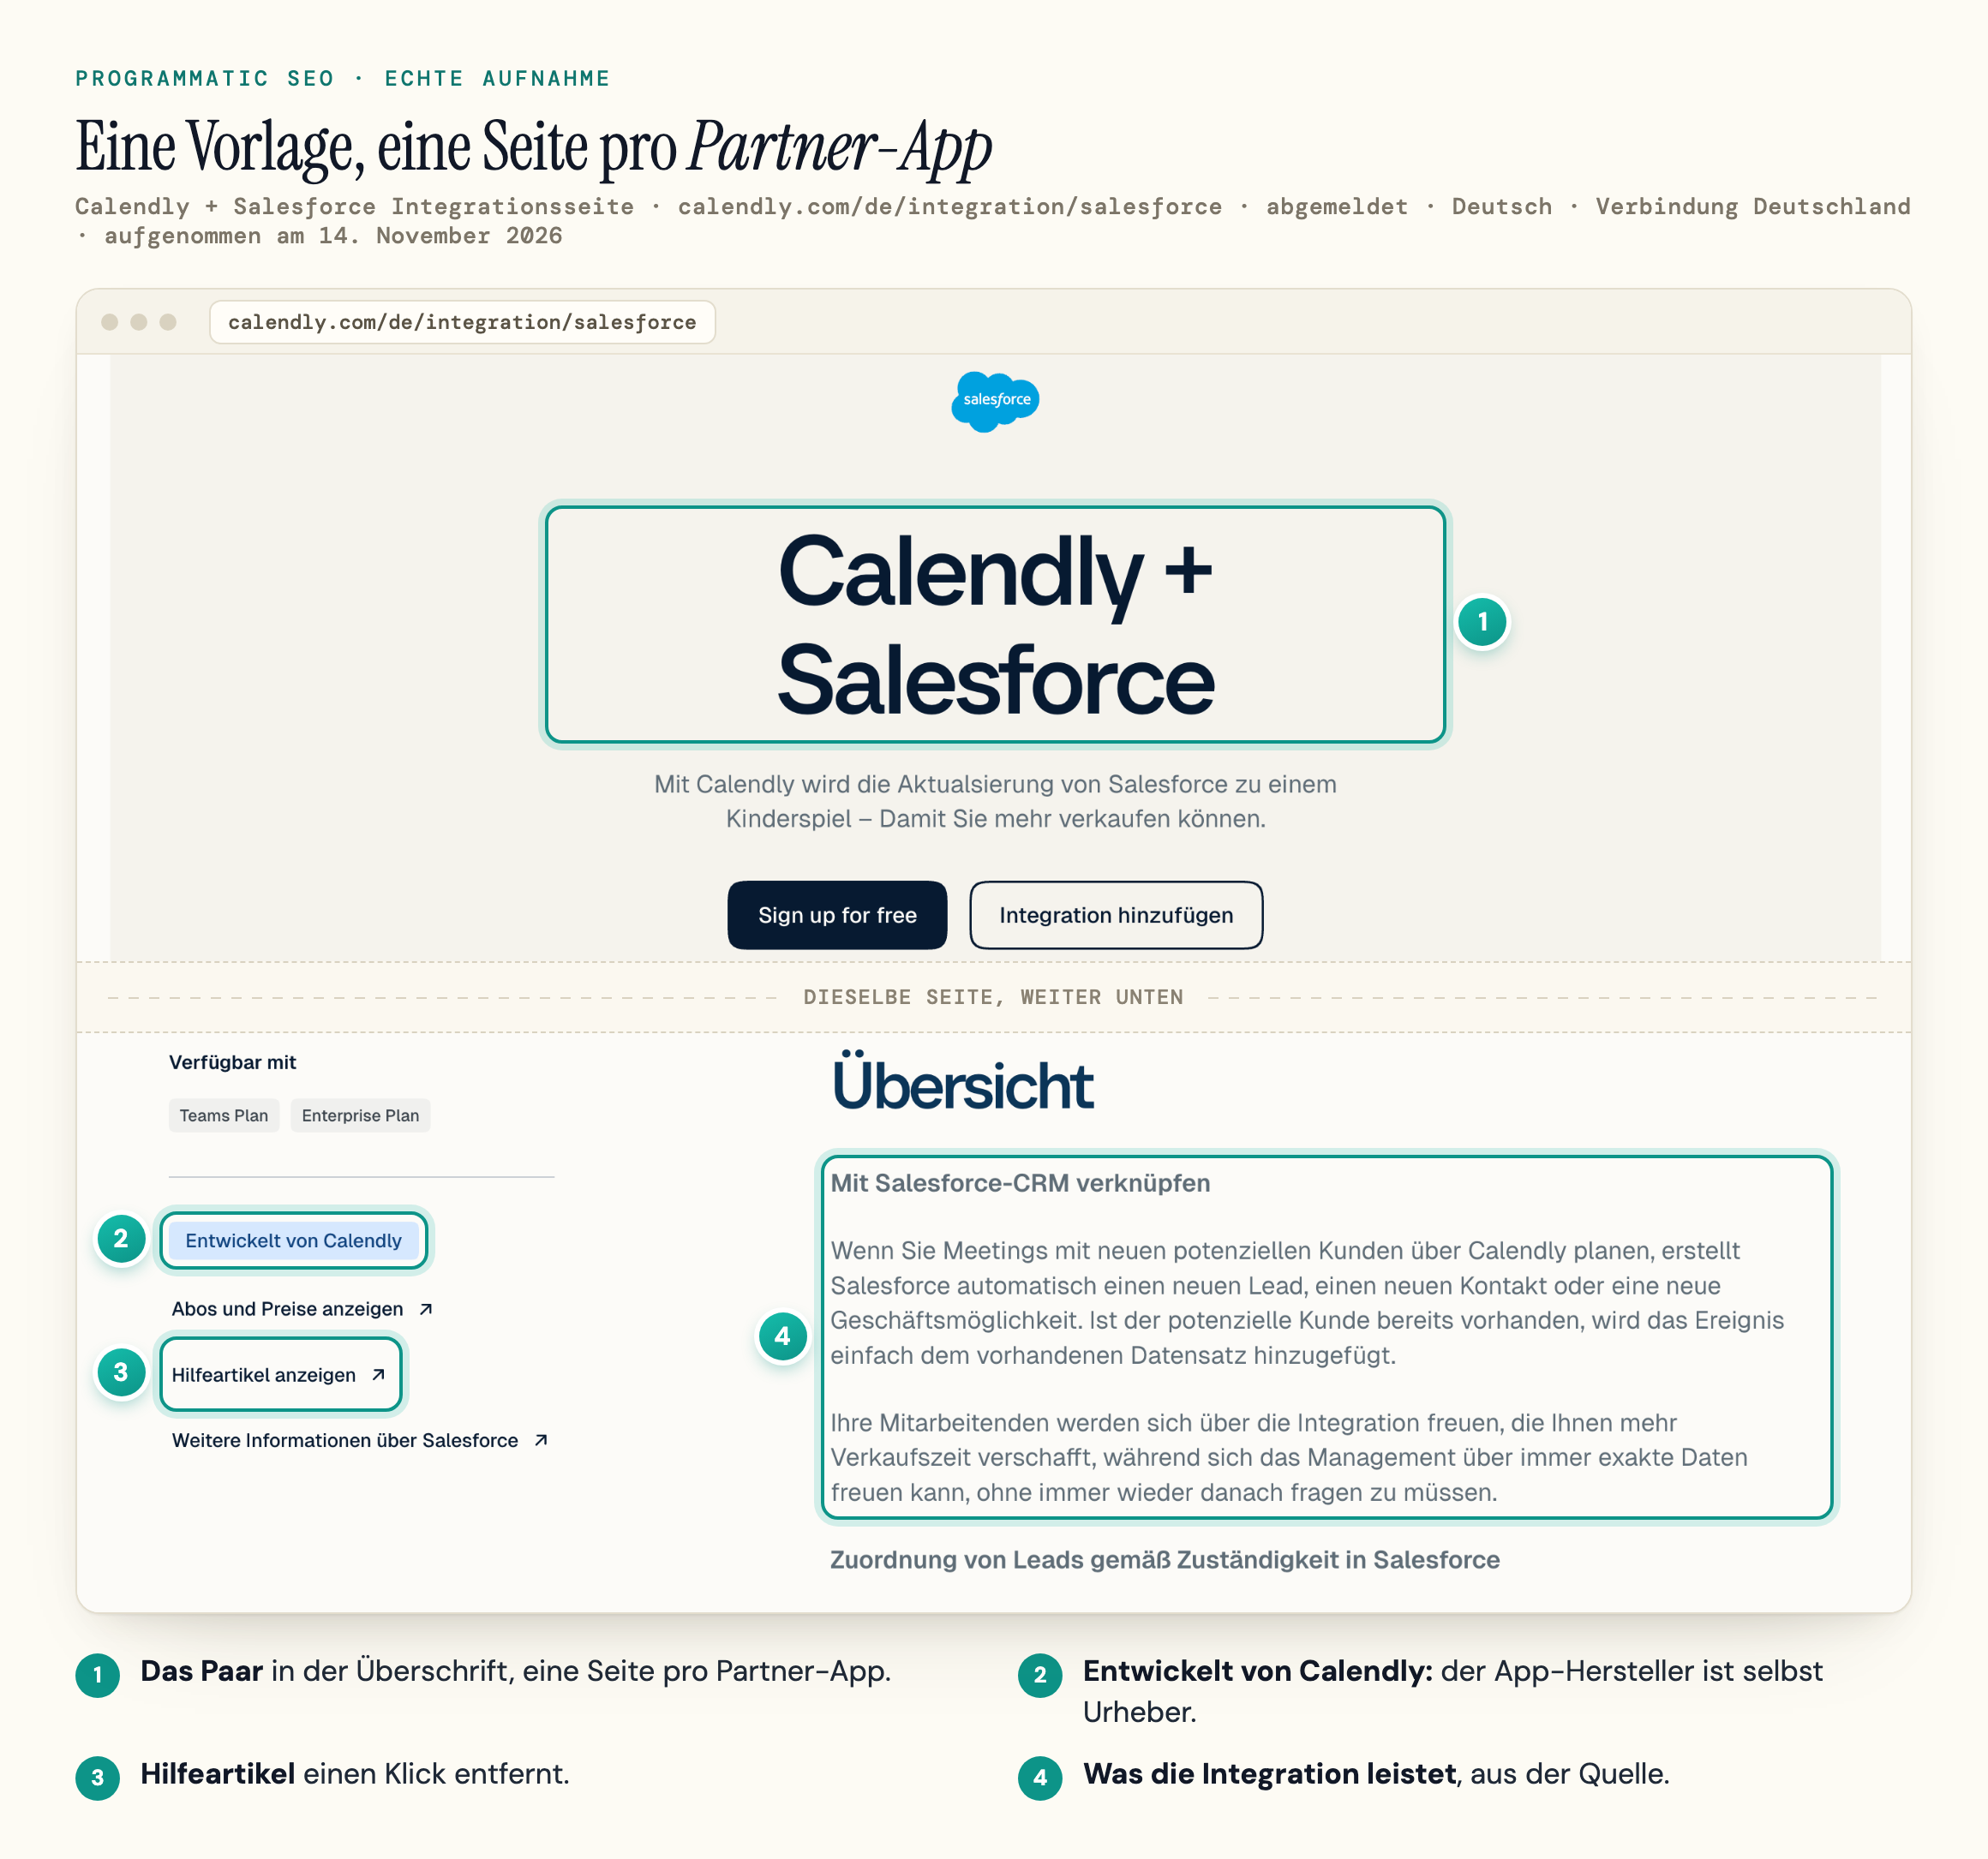 PROGRAMMATIC SEO · ECHTE AUFNAHME
Eine Vorlage, eine Seite pro Partner-App
Calendly + Salesforce Integrationsseite · calendly.com/de/integration/salesforce · abgemeldet · Deutsch · Verbindung Deutschland
· aufgenommen am 14. November 2026
calendly.com/de/integration/salesforce
salesforce
Calendly +
Salesforce
1
Mit Calendly wird die Aktualsierung von Salesforce zu einem
Kinderspiel – Damit Sie mehr verkaufen können.
Sign up for free
Integration hinzufügen
DIESELBE SEITE, WEITER UNTEN
Verfügbar mit
Teams Plan
Enterprise Plan
2
Entwickelt von Calendly
Abos und Preise anzeigen ↗
3
Hilfeartikel anzeigen ↗
Weitere Informationen über Salesforce ↗
Übersicht
4
Mit Salesforce-CRM verknüpfen
Wenn Sie Meetings mit neuen potenziellen Kunden über Calendly planen, erstellt
Salesforce automatisch einen neuen Lead, einen neuen Kontakt oder eine neue
Geschäftsmöglichkeit. Ist der potenzielle Kunde bereits vorhanden, wird das Ereignis
einfach dem vorhandenen Datensatz hinzugefügt.
Ihre Mitarbeitenden werden sich über die Integration freuen, die Ihnen mehr
Verkaufszeit verschafft, während sich das Management über immer exakte Daten
freuen kann, ohne immer wieder danach fragen zu müssen.
Zuordnung von Leads gemäß Zuständigkeit in Salesforce
1 Das Paar in der Überschrift, eine Seite pro Partner-App.
2 Entwickelt von Calendly: der App-Hersteller ist selbst
Urheber.
3 Hilfeartikel einen Klick entfernt.
4 Was die Integration leistet, aus der Quelle.